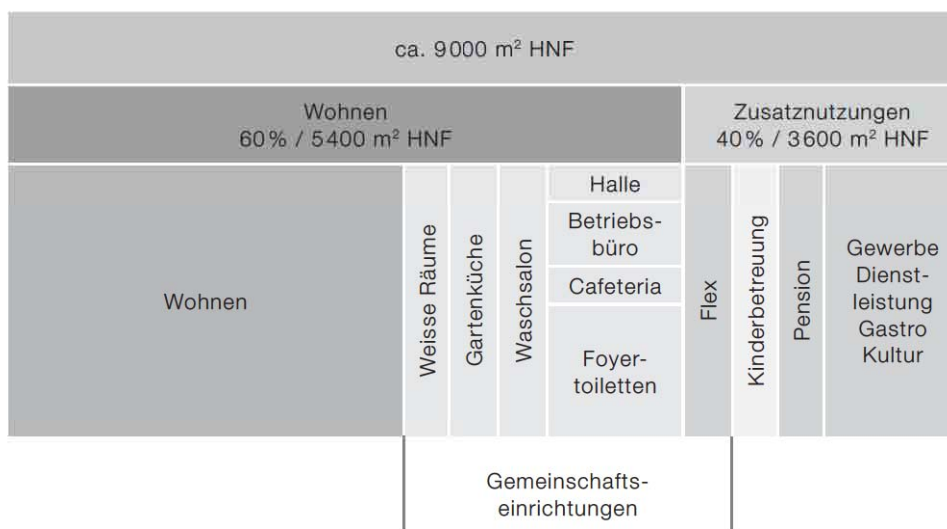 ca. 9000 m² HNF
Wohnen
60% / 5400 m² HNF
Zusatznutzungen
40% / 3600 m² HNF
Wohnen
Weisse Räume
Gartenküche
Waschsalon
Halle
Betriebs-
büro
Cafeteria
Foyer-
toiletten
Flex
Kinderbetreuung
Pension
Gewerbe
Dienst-
leistung
Gastro
Kultur
Gemeinschafts-
einrichtungen